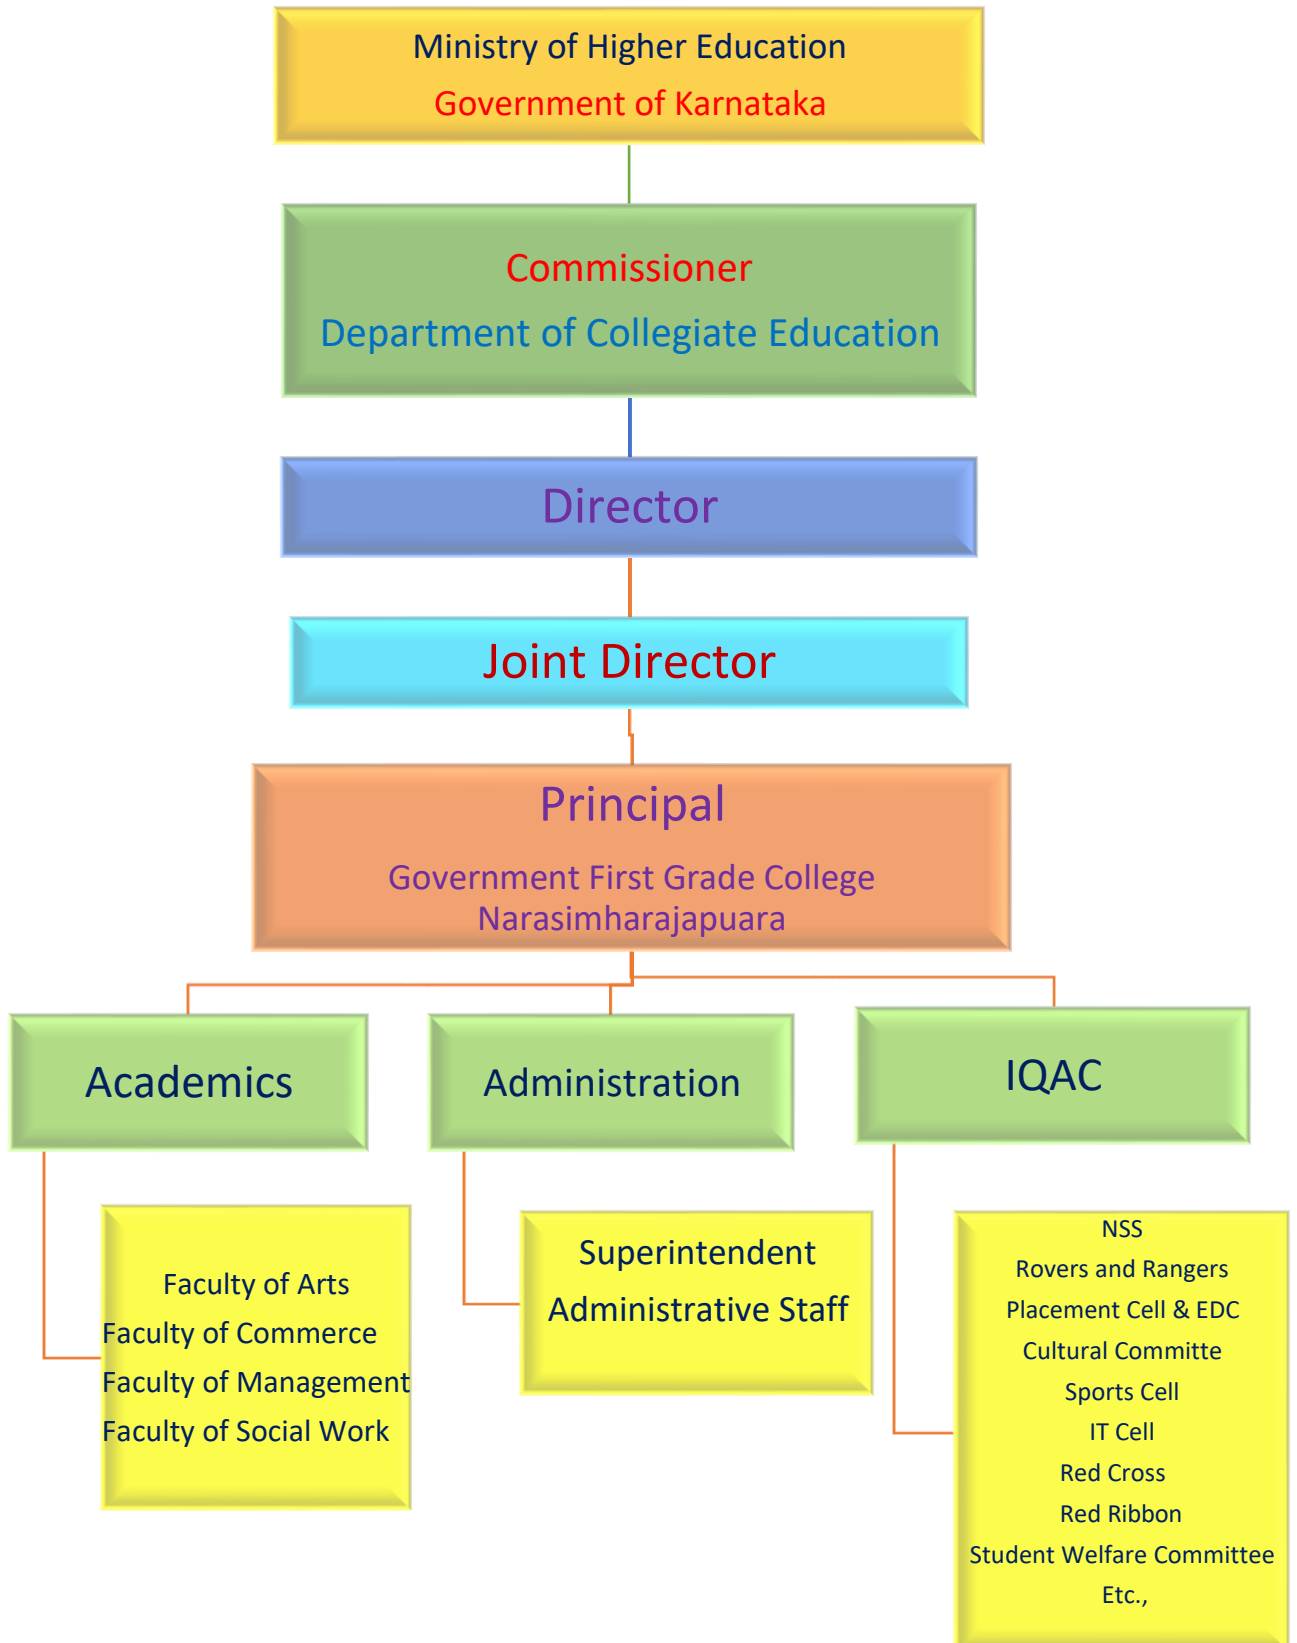 Ministry of Higher Education
Government of Karnataka
Commissioner
Department of Collegiate Education
Director
Joint Director
Principal
Government First Grade College
Narasimharajapuara
Academics
Administration
IQAC
Faculty of Arts
Faculty of Commerce
Faculty of Management
Faculty of Social Work
Superintendent
Administrative Staff
NSS
Rovers and Rangers
Placement Cell & EDC
Cultural Committe
Sports Cell
IT Cell
Red Cross
Red Ribbon
Student Welfare Committee
Etc.,